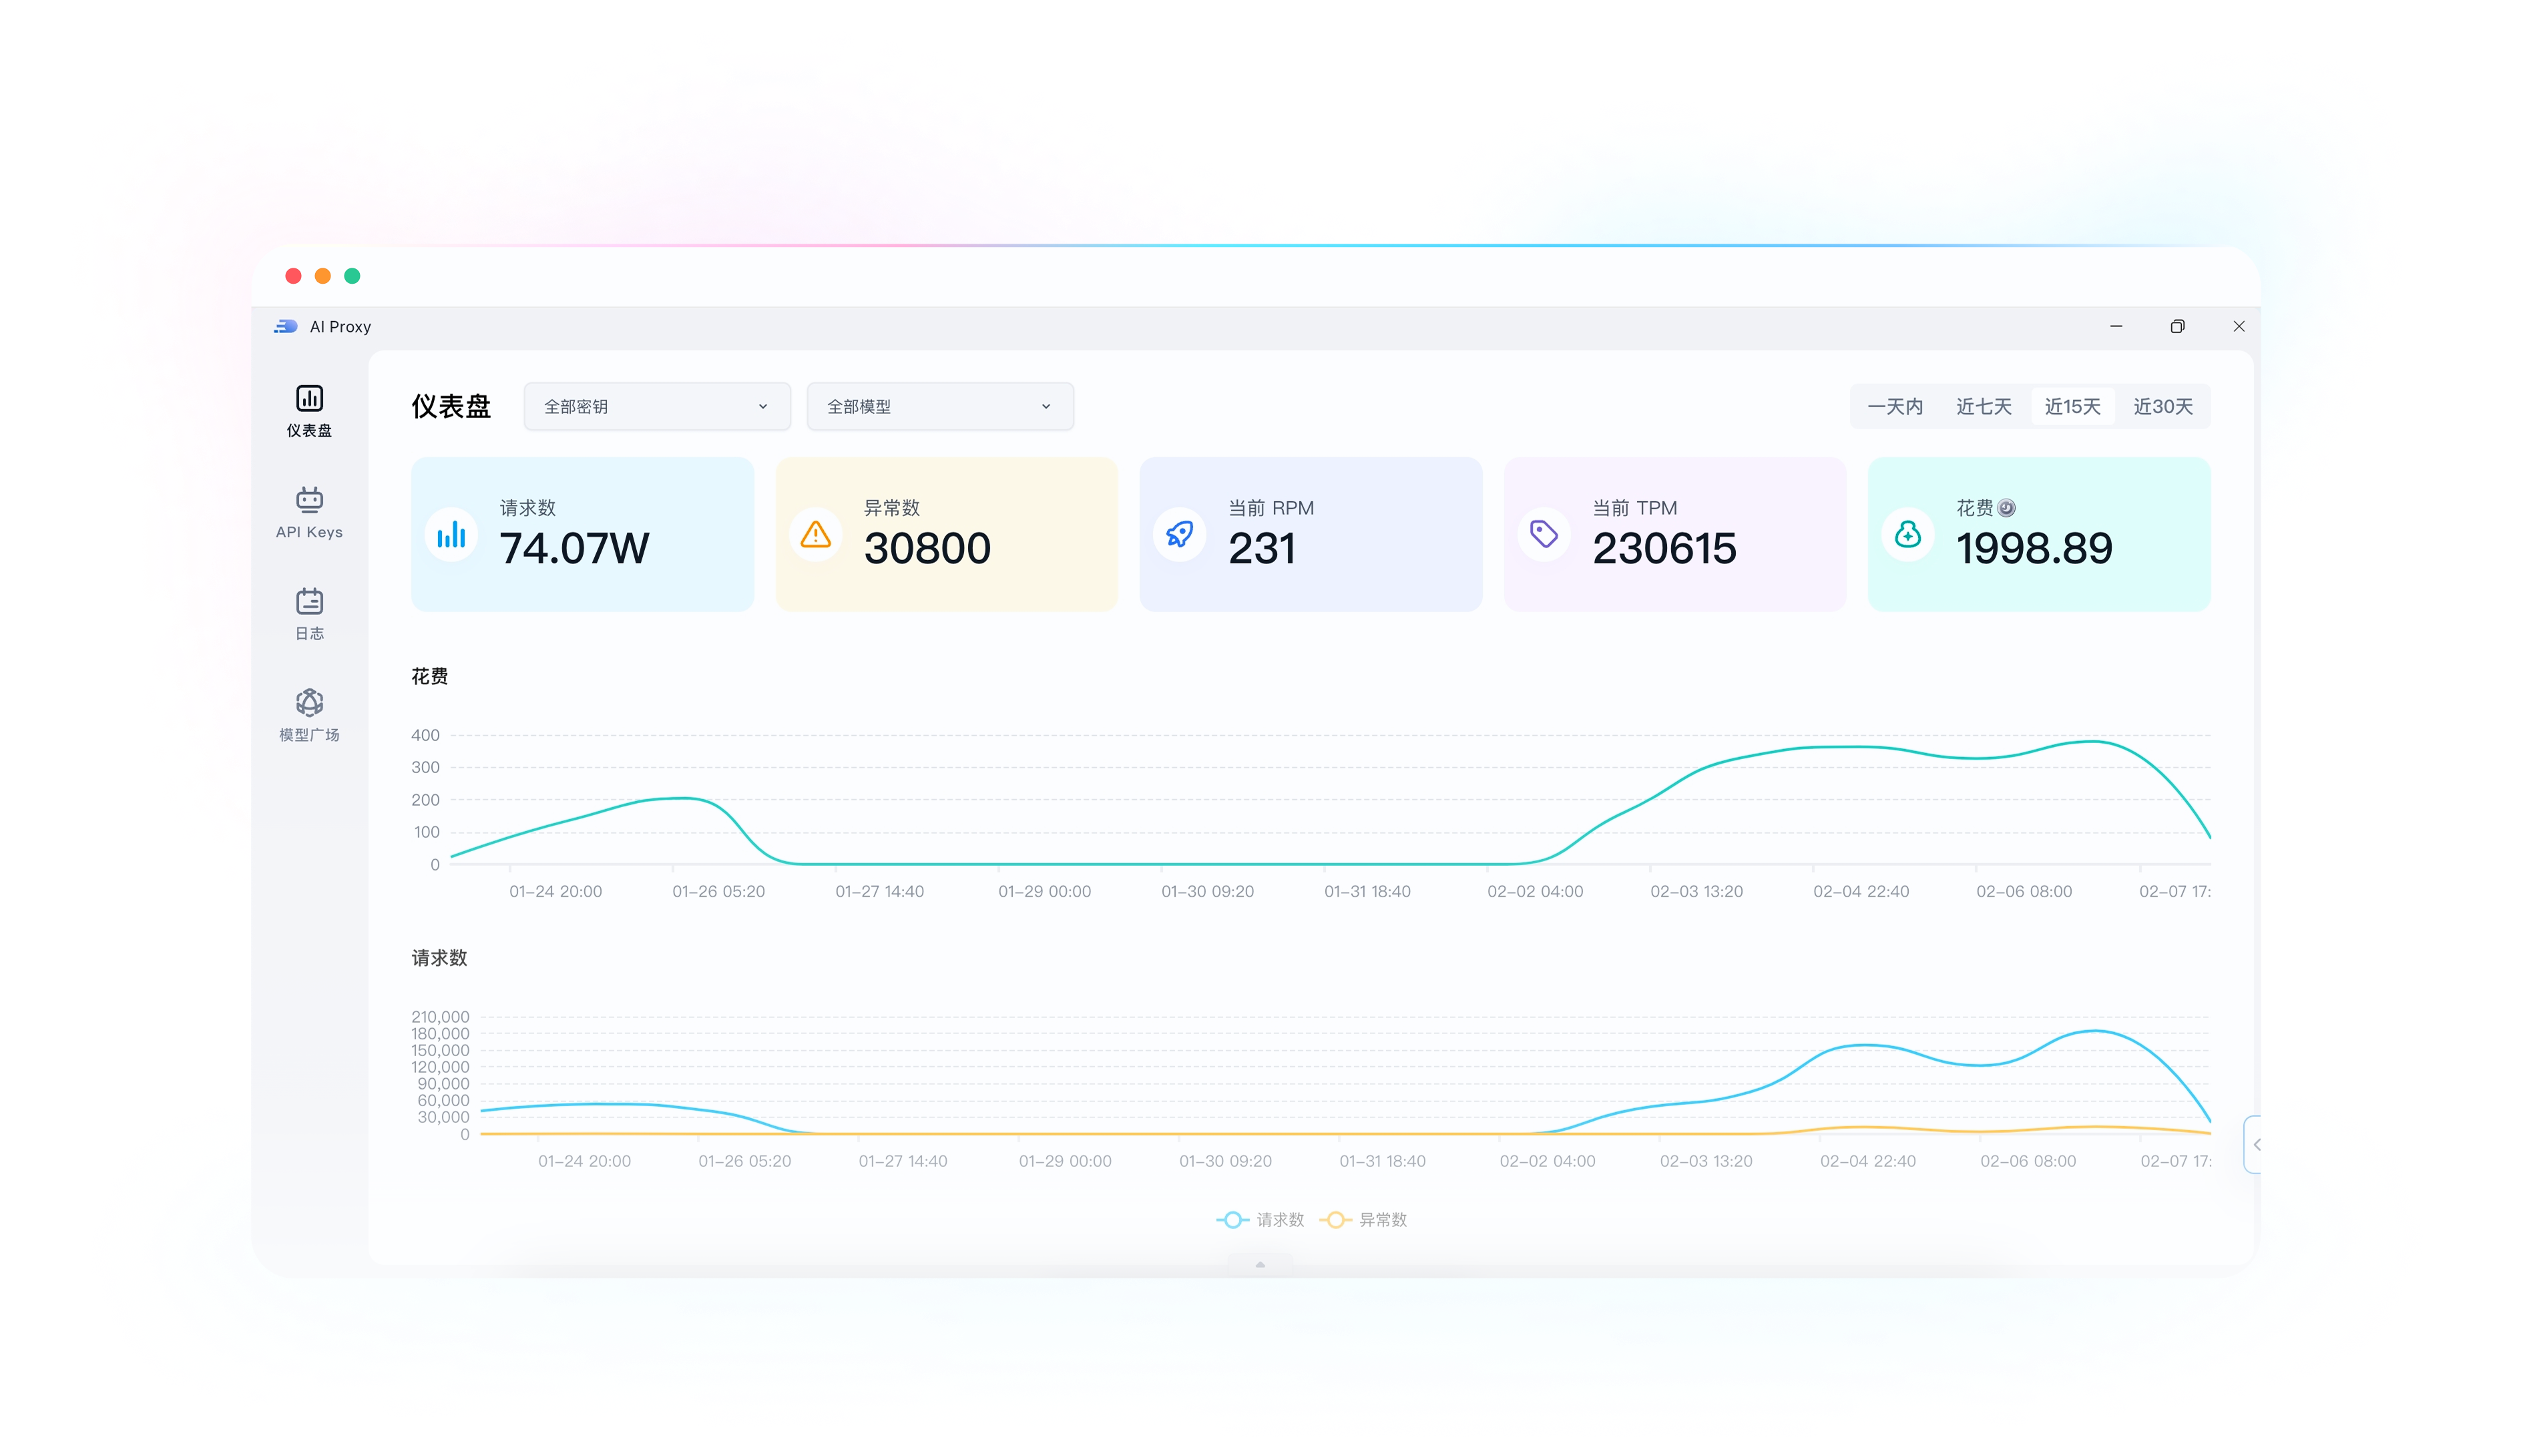 AI Proxy
仪表盘
API Keys
日志
模型广场
仪表盘
全部密钥
全部模型
一天内
近七天
近15天
近30天
请求数
74.07W
异常数
30800
当前 RPM
231
当前 TPM
230615
花费
1998.89
花费
400
300
200
100
0
01-24 20:00
01-26 05:20
01-27 14:40
01-29 00:00
01-30 09:20
01-31 18:40
02-02 04:00
02-03 13:20
02-04 22:40
02-06 08:00
02-07 17:
请求数
210,000
180,000
150,000
120,000
90,000
60,000
30,000
0
01-24 20:00
01-26 05:20
01-27 14:40
01-29 00:00
01-30 09:20
01-31 18:40
02-02 04:00
02-03 13:20
02-04 22:40
02-06 08:00
02-07 17:
请求数
异常数